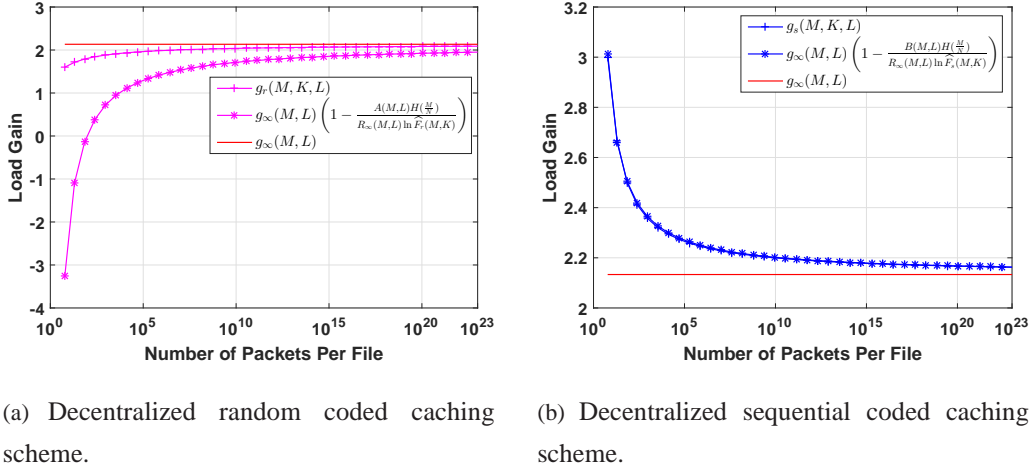 3
2
1
0
-1
-2
-3
-4
Load Gain
g_r(M, K, L)
g_∞(M, L) (1 − A(M,L)H(M/N) / R_∞(M,L) ln F̂_r(M,K))
g_∞(M, L)
10^0 10^5 10^10 10^15 10^20 10^23
Number of Packets Per File
3.2
3
2.8
2.6
2.4
2.2
2
Load Gain
g_s(M, K, L)
g_∞(M, L) (1 − B(M,L)H(M/N) / R_∞(M,L) ln F̂_s(M,K))
g_∞(M, L)
10^0 10^5 10^10 10^15 10^20 10^23
Number of Packets Per File
(a) Decentralized random coded caching
scheme.
(b) Decentralized sequential coded caching
scheme.